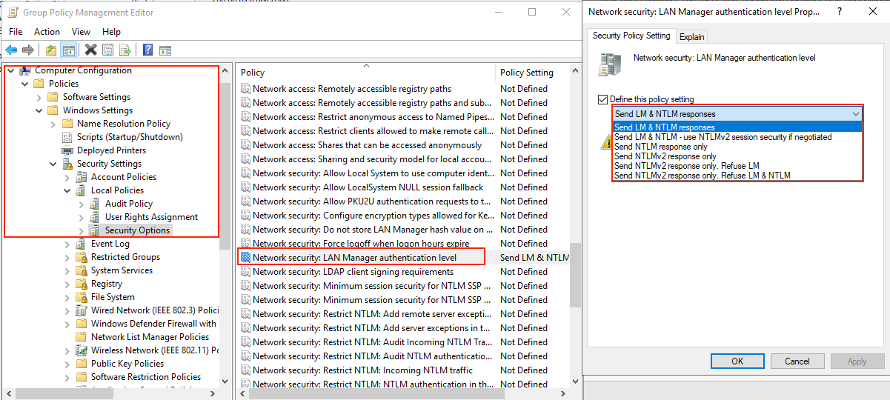 Group Policy Management Editor
File Action View Help
Computer Configuration
Policies
Software Settings
Windows Settings
Name Resolution Policy
Scripts (Startup/Shutdown)
Deployed Printers
Security Settings
Account Policies
Local Policies
Audit Policy
User Rights Assignment
Security Options
Event Log
Restricted Groups
System Services
Registry
File System
Wired Network (IEEE 802.3) Polici
Windows Defender Firewall with
Network List Manager Policies
Wireless Network (IEEE 802.11) P
Public Key Policies
Software Restriction Policies
Policy Policy Setting
Network access: Remotely accessible registry paths Not Defined
Network access: Remotely accessible registry paths and sub... Not Defined
Network access: Restrict anonymous access to Named Pipes... Not Defined
Network access: Restrict clients allowed to make remote call... Not Defined
Network access: Shares that can be accessed anonymously Not Defined
Network access: Sharing and security model for local accou... Not Defined
Network security: Allow Local System to use computer ident... Not Defined
Network security: Allow LocalSystem NULL session fallback Not Defined
Network security: Allow PKU2U authentication requests to t... Not Defined
Network security: Configure encryption types allowed for Ke... Not Defined
Network security: Do not store LAN Manager hash value on ... Not Defined
Network security: Force logoff when logon hours expire Not Defined
Network security: LAN Manager authentication level Send LM & NTLM
Network security: LDAP client signing requirements Not Defined
Network security: Minimum session security for NTLM SSP ... Not Defined
Network security: Minimum session security for NTLM SSP ... Not Defined
Network security: Restrict NTLM: Add remote server excepti... Not Defined
Network security: Restrict NTLM: Add server exceptions in t... Not Defined
Network security: Restrict NTLM: Audit Incoming NTLM Tra... Not Defined
Network security: Restrict NTLM: Audit NTLM authenticatio... Not Defined
Network security: Restrict NTLM: Incoming NTLM traffic Not Defined
Network security: Restrict NTLM: NTLM authentication in th... Not Defined
Network security: LAN Manager authentication level Prop...
Security Policy Setting Explain
Network security: LAN Manager authentication level
Define this policy setting
Send LM & NTLM responses
Send LM & NTLM responses
Send LM & NTLM - use NTLMv2 session security if negotiated
Send NTLM response only
Send NTLMv2 response only
Send NTLMv2 response only. Refuse LM
Send NTLMv2 response only. Refuse LM & NTLM
OK Cancel Apply